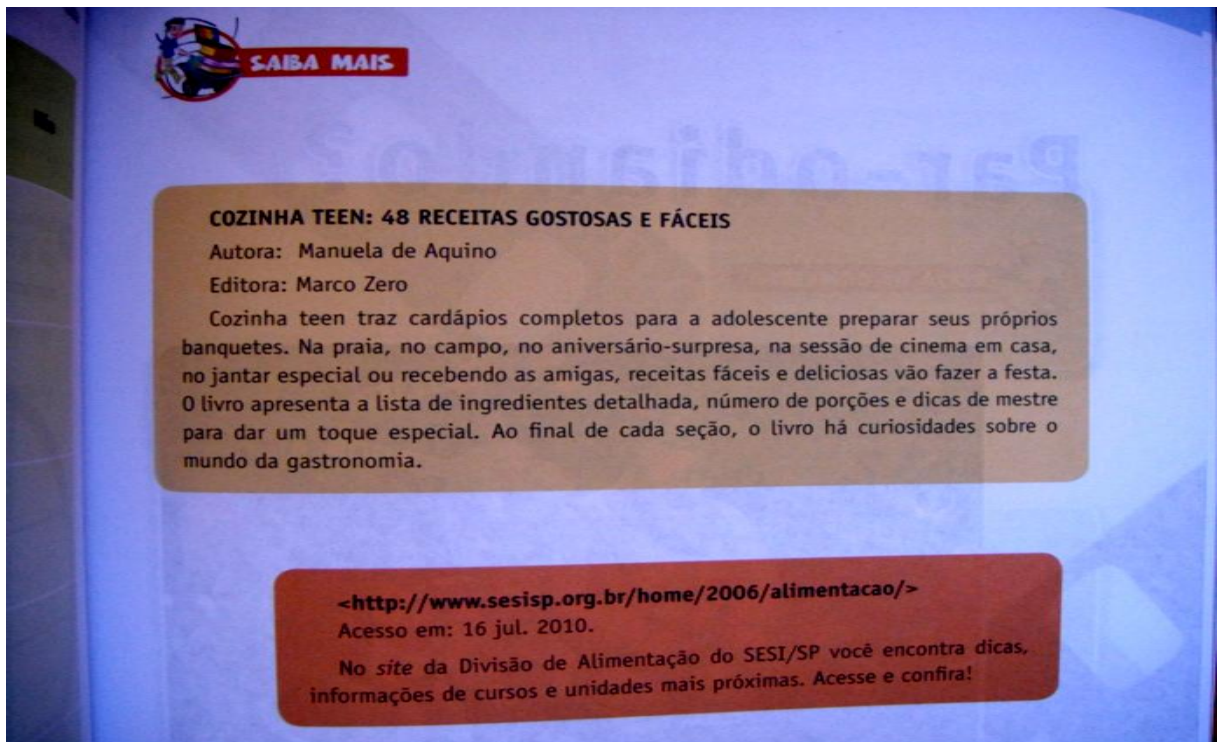 SAIBA MAIS
COZINHA TEEN: 48 RECEITAS GOSTOSAS E FÁCEIS
Autora: Manuela de Aquino
Editora: Marco Zero
Cozinha teen traz cardápios completos para a adolescente preparar seus próprios
banquetes. Na praia, no campo, no aniversário-surpresa, na sessão de cinema em casa,
no jantar especial ou recebendo as amigas, receitas fáceis e deliciosas vão fazer a festa.
O livro apresenta a lista de ingredientes detalhada, número de porções e dicas de mestre
para dar um toque especial. Ao final de cada seção, o livro há curiosidades sobre o
mundo da gastronomia.
<http://www.sesisp.org.br/home/2006/alimentacao/>
Acesso em: 16 jul. 2010.
No site da Divisão de Alimentação do SESI/SP você encontra dicas,
informações de cursos e unidades mais próximas. Acesse e confira!